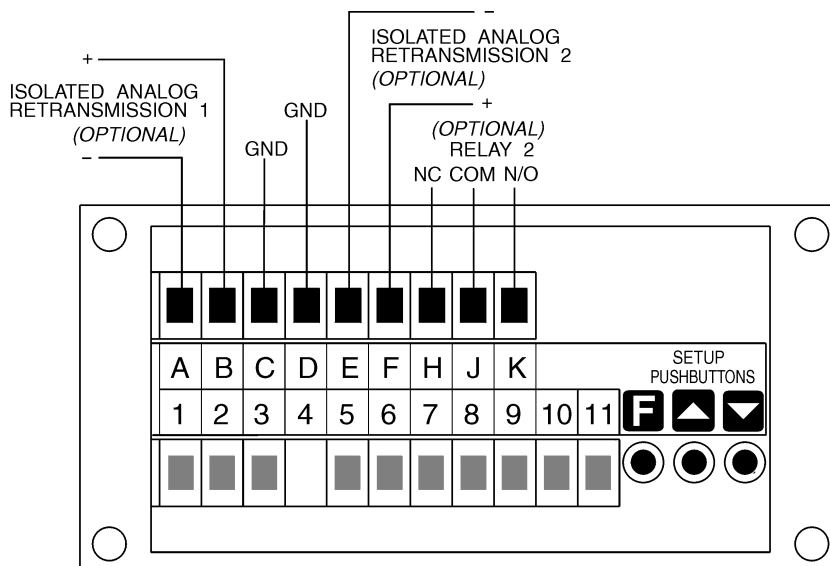 +
ISOLATED ANALOG
RETRANSMISSION 1
(OPTIONAL)
–
GND
GND
–
ISOLATED ANALOG
RETRANSMISSION 2
(OPTIONAL)
+
(OPTIONAL)
RELAY 2
NC COM N/O
A B C D E F H J K
1 2 3 4 5 6 7 8 9 10 11
SETUP
PUSHBUTTONS
F